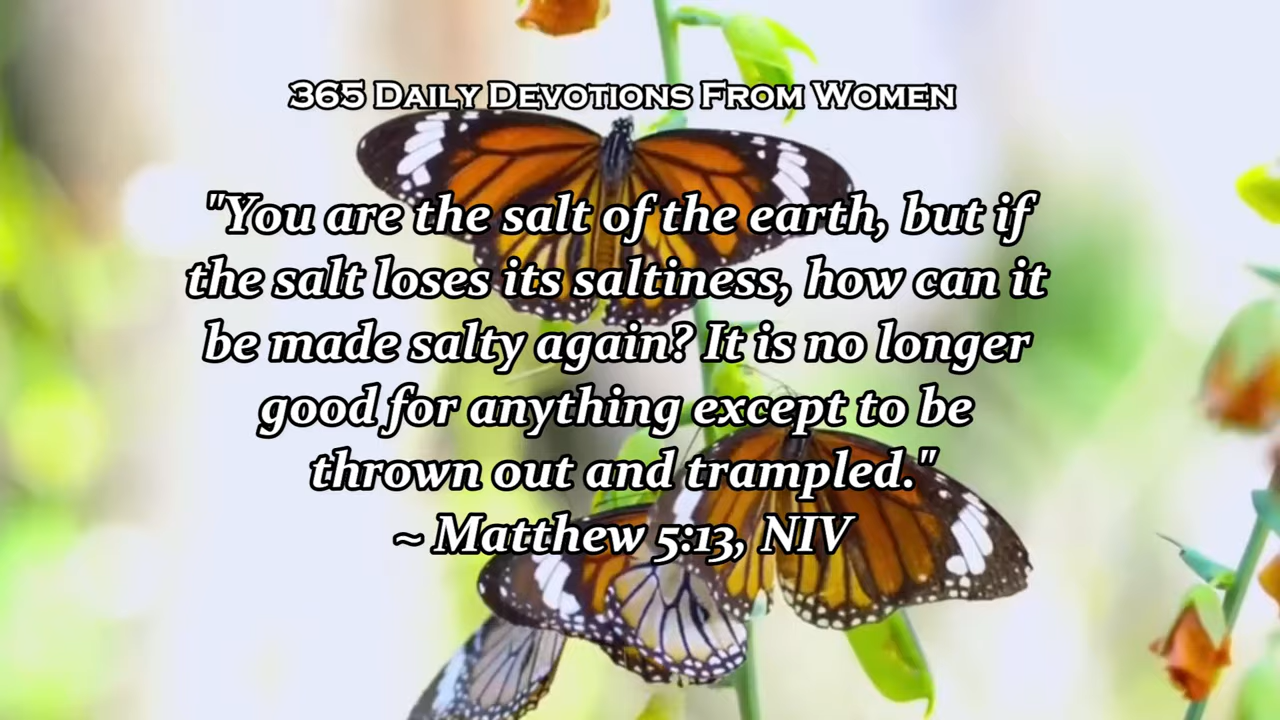 365 Daily Devotions From Women
"You are the salt of the earth, but if
the salt loses its saltiness, how can it
be made salty again? It is no longer
good for anything except to be
thrown out and trampled."
~ Matthew 5:13, NIV